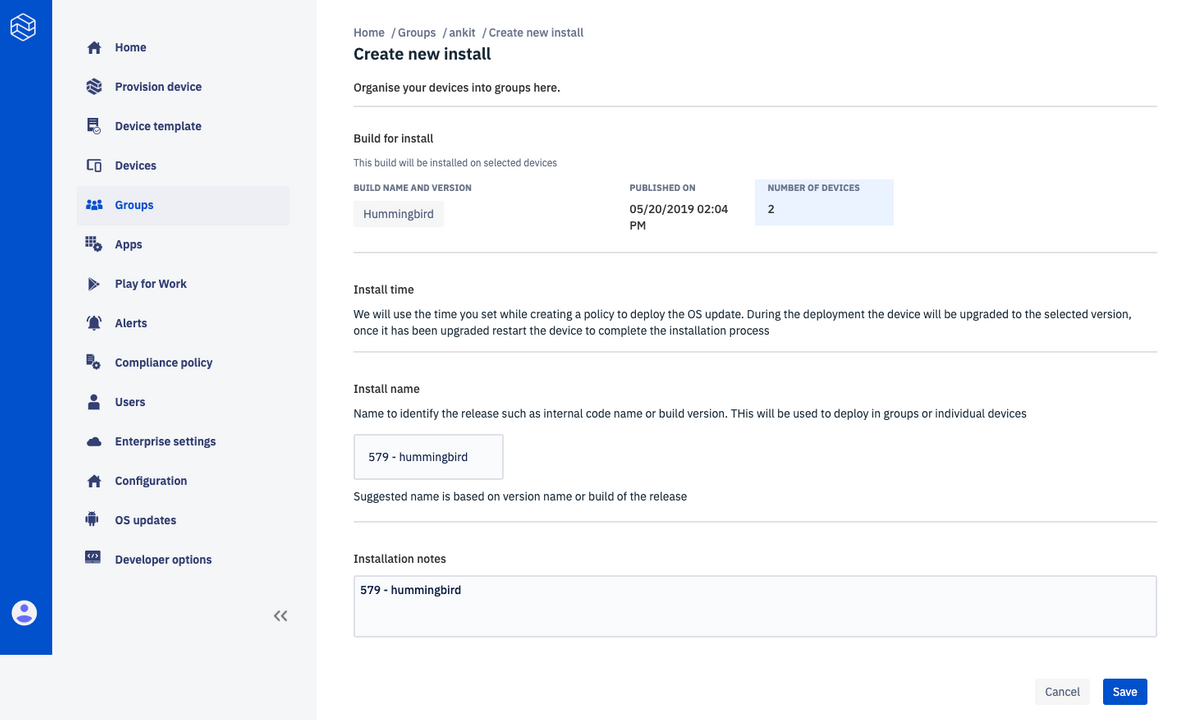 Home
Provision device
Device template
Devices
Groups
Apps
Play for Work
Alerts
Compliance policy
Users
Enterprise settings
Configuration
OS updates
Developer options
Home / Groups / ankit / Create new install
Create new install
Organise your devices into groups here.
Build for install
This build will be installed on selected devices
BUILD NAME AND VERSION
Hummingbird
PUBLISHED ON
05/20/2019 02:04
PM
NUMBER OF DEVICES
2
Install time
We will use the time you set while creating a policy to deploy the OS update. During the deployment the device will be upgraded to the selected version,
once it has been upgraded restart the device to complete the installation process
Install name
Name to identify the release such as internal code name or build version. THis will be used to deploy in groups or individual devices
579 - hummingbird
Suggested name is based on version name or build of the release
Installation notes
579 - hummingbird
Cancel
Save